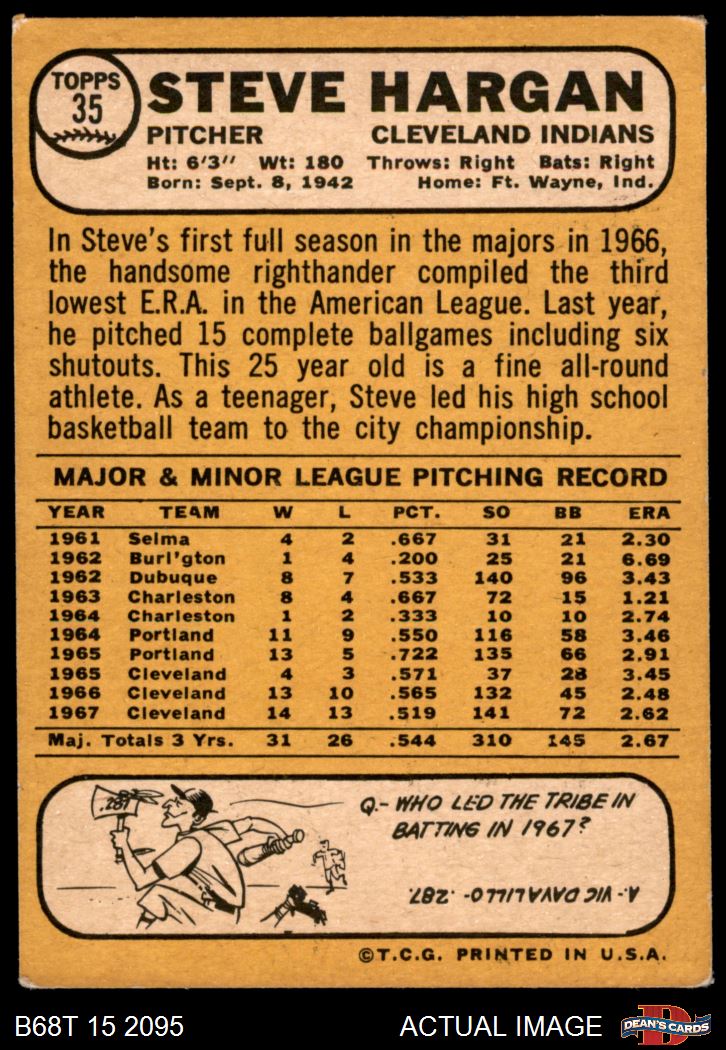 TOPPS
35
STEVE HARGAN
PITCHER CLEVELAND INDIANS
Ht: 6'3" Wt: 180 Throws: Right Bats: Right
Born: Sept. 8, 1942 Home: Ft. Wayne, Ind.
In Steve's first full season in the majors in 1966,
the handsome righthander compiled the third
lowest E.R.A. in the American League. Last year,
he pitched 15 complete ballgames including six
shutouts. This 25 year old is a fine all-round
athlete. As a teenager, Steve led his high school
basketball team to the city championship.
MAJOR & MINOR LEAGUE PITCHING RECORD
YEAR TEAM W L PCT. SO BB ERA
1961 Selma 4 2 .667 31 21 2.30
1962 Burl'gton 1 4 .200 25 21 6.69
1962 Dubuque 8 7 .533 140 96 3.43
1963 Charleston 8 4 .667 72 15 1.21
1964 Charleston 1 2 .333 10 10 2.74
1964 Portland 11 9 .550 116 58 3.46
1965 Portland 13 5 .722 135 66 2.91
1965 Cleveland 4 3 .571 37 28 3.45
1966 Cleveland 13 10 .565 132 45 2.48
1967 Cleveland 14 13 .519 141 72 2.62
Maj. Totals 3 Yrs. 31 26 .544 310 145 2.67
.287
Q.- WHO LED THE TRIBE IN
BATTING IN 1967?
A.- VIC DAVALILLO- .287.
©T.C.G. PRINTED IN U.S.A.
B68T 15 2095 ACTUAL IMAGE
DEAN'S CARDS